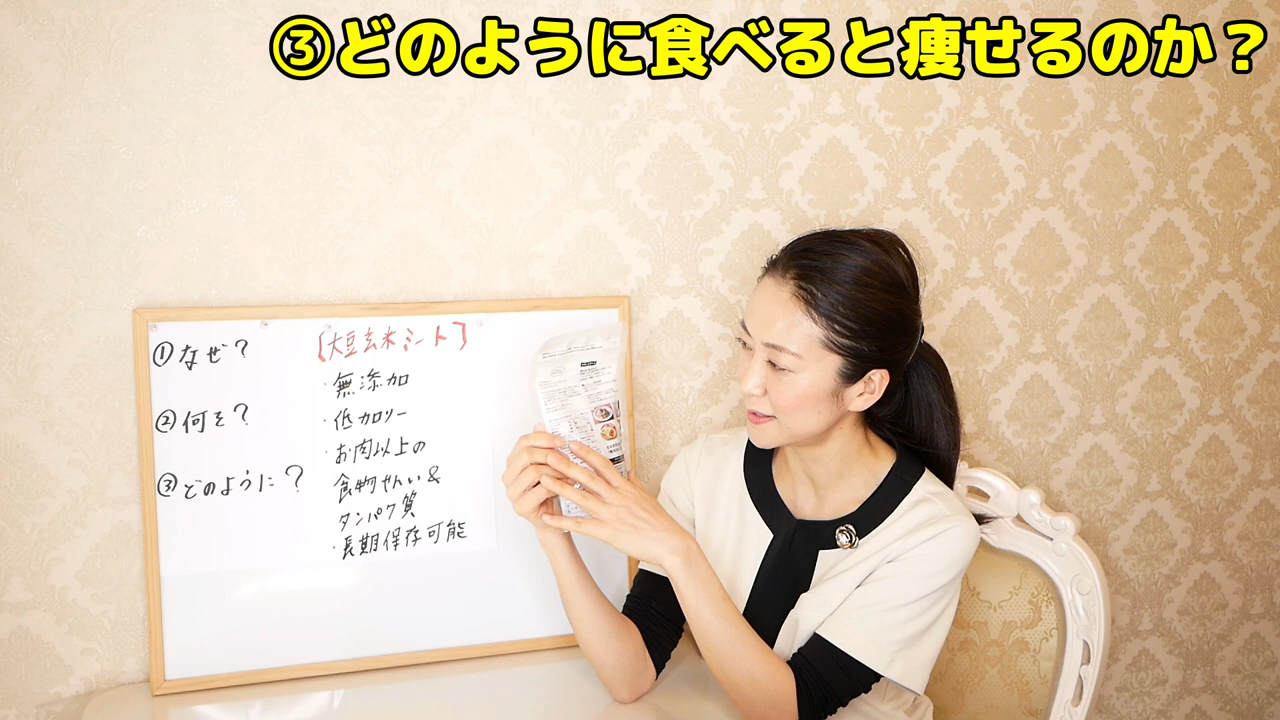 ③どのように食べると痩せるのか？
①なぜ？
②何を？
③どのように？
【大豆玄米ミート】
・無添加
・低カロリー
・お肉以上の
食物せんい&
タンパク質
・長期保存可能